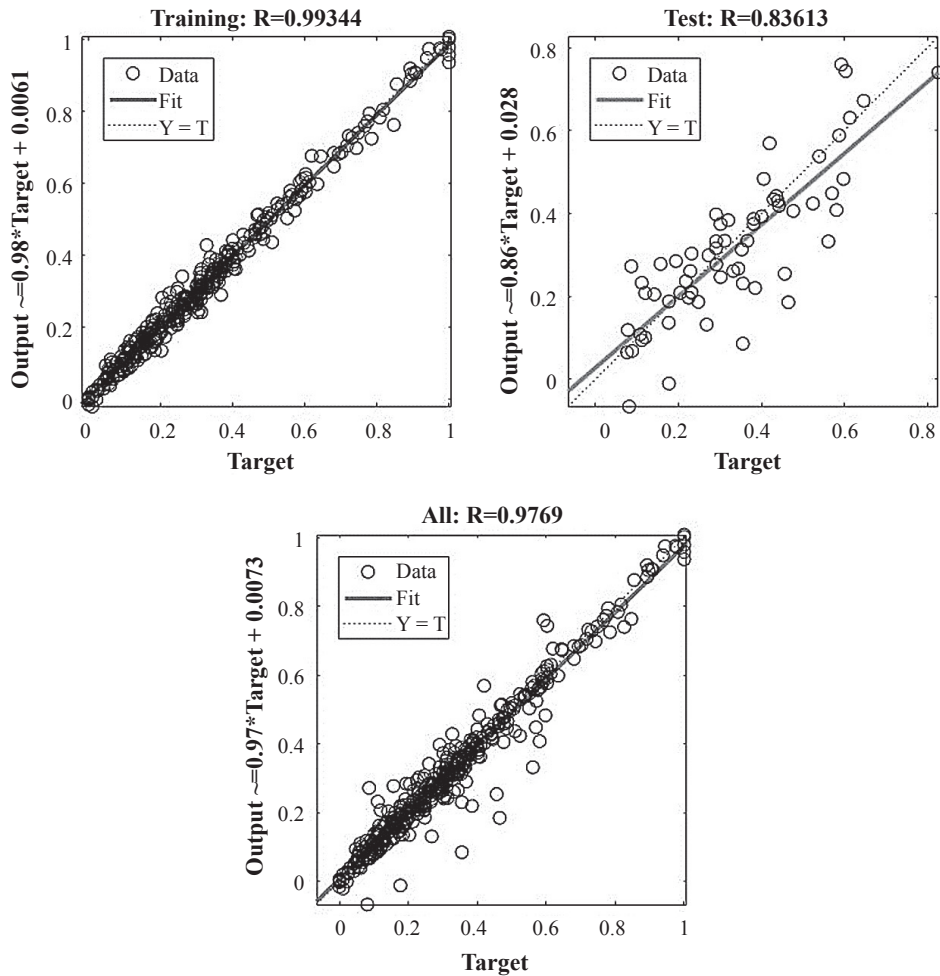 Training: R=0.99344
Output ~=0.98*Target + 0.0061
1
0.8
0.6
0.4
0.2
0
Data
Fit
Y = T
0 0.2 0.4 0.6 0.8 1
Target
Test: R=0.83613
Output ~=0.86*Target + 0.028
0.8
0.6
0.4
0.2
0
Data
Fit
Y = T
0 0.2 0.4 0.6 0.8
Target
All: R=0.9769
Output ~=0.97*Target + 0.0073
1
0.8
0.6
0.4
0.2
0
Data
Fit
Y = T
0 0.2 0.4 0.6 0.8 1
Target